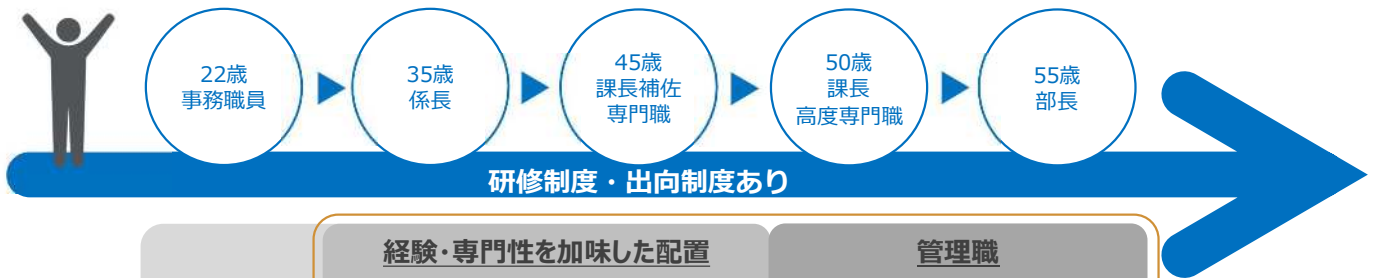 22歳
事務職員
35歳
係長
45歳
課長補佐
専門職
50歳
課長
高度専門職
55歳
部長
研修制度・出向制度あり
経験・専門性を加味した配置
管理職